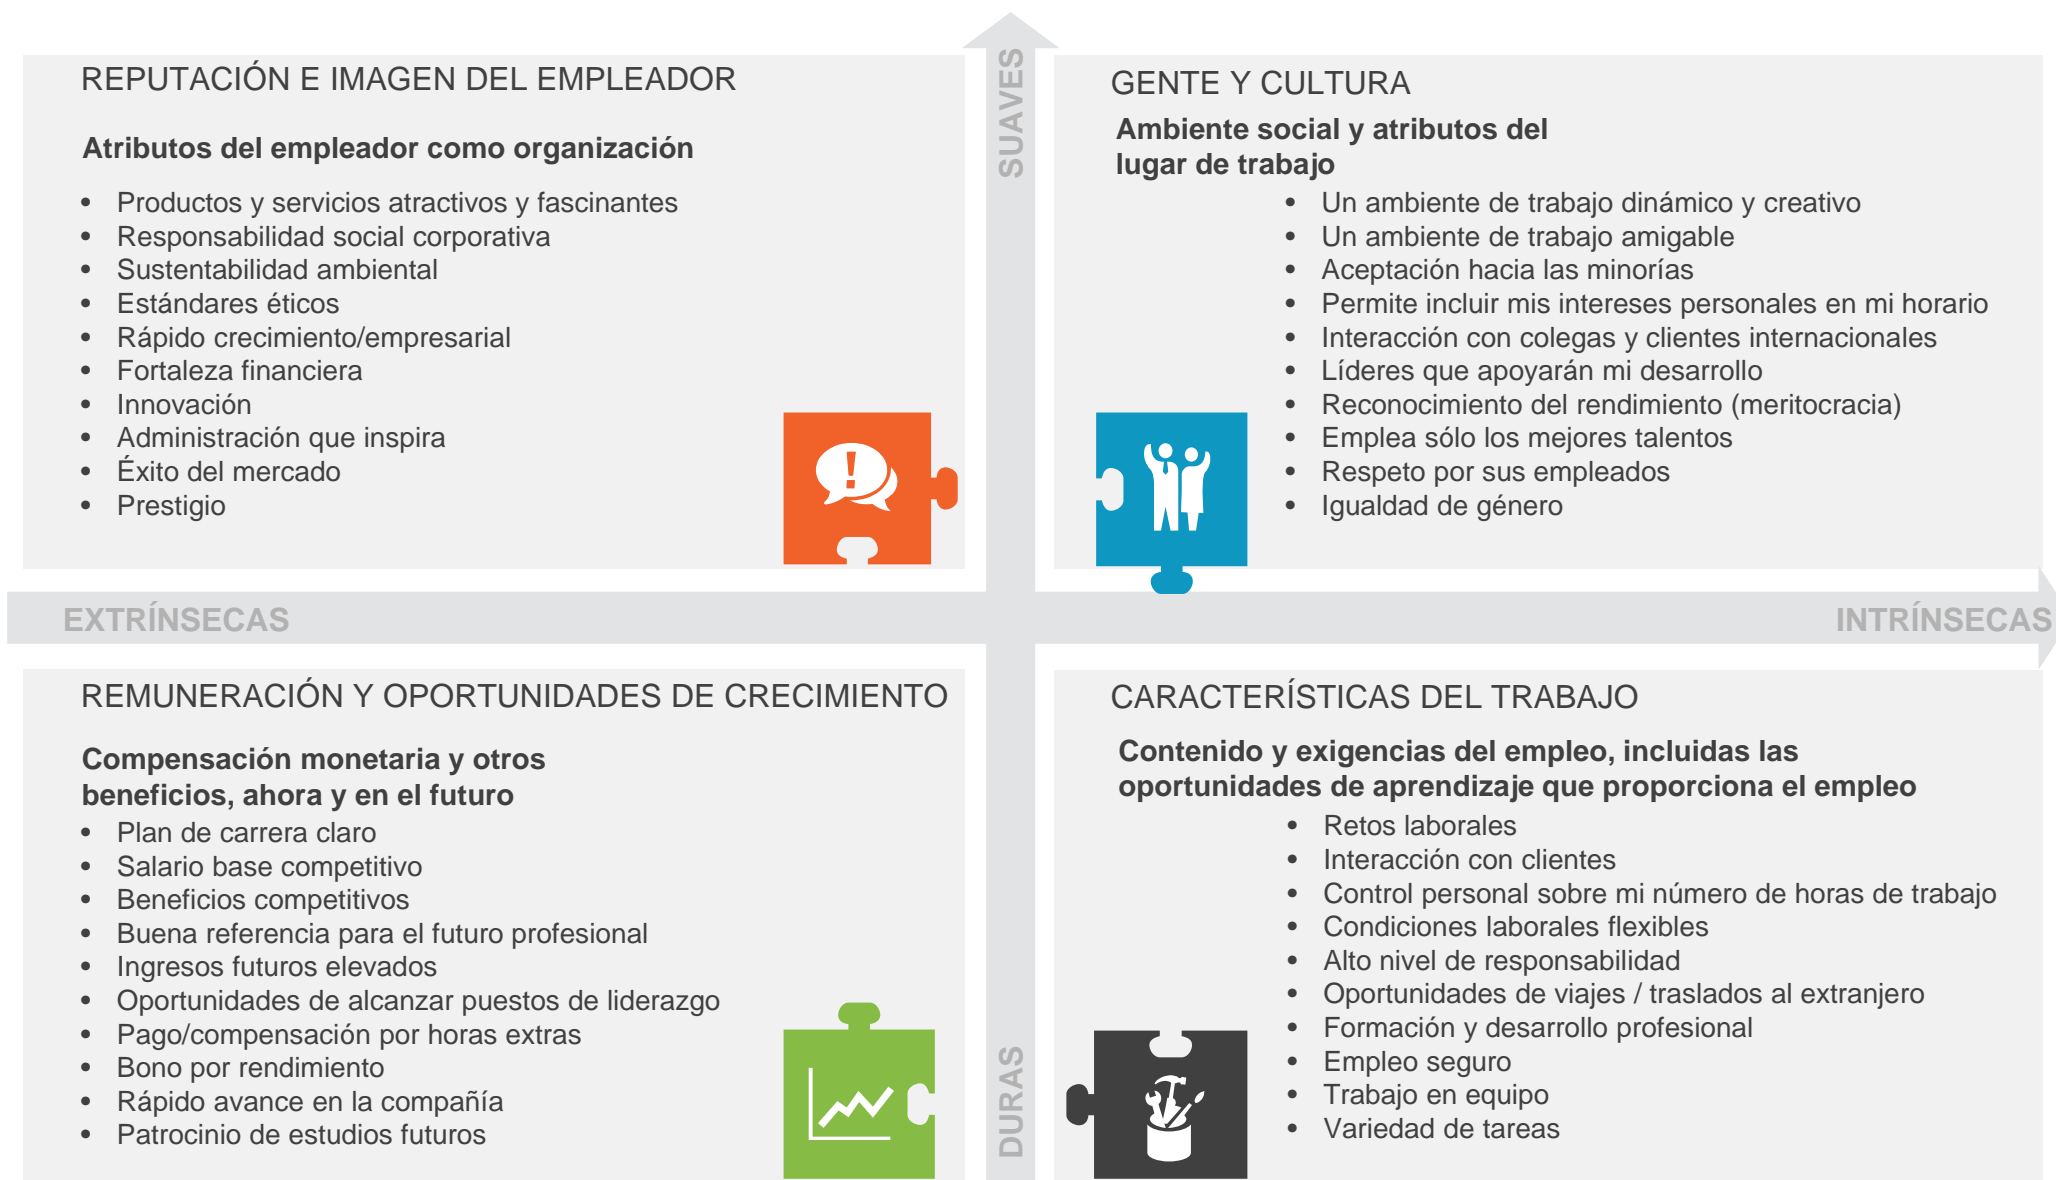 SUAVES
REPUTACIÓN E IMAGEN DEL EMPLEADOR
Atributos del empleador como organización
• Productos y servicios atractivos y fascinantes
• Responsabilidad social corporativa
• Sustentabilidad ambiental
• Estándares éticos
• Rápido crecimiento/empresarial
• Fortaleza financiera
• Innovación
• Administración que inspira
• Éxito del mercado
• Prestigio
GENTE Y CULTURA
Ambiente social y atributos del
lugar de trabajo
• Un ambiente de trabajo dinámico y creativo
• Un ambiente de trabajo amigable
• Aceptación hacia las minorías
• Permite incluir mis intereses personales en mi horario
• Interacción con colegas y clientes internacionales
• Líderes que apoyarán mi desarrollo
• Reconocimiento del rendimiento (meritocracia)
• Emplea sólo los mejores talentos
• Respeto por sus empleados
• Igualdad de género
EXTRÍNSECAS
INTRÍNSECAS
REMUNERACIÓN Y OPORTUNIDADES DE CRECIMIENTO
Compensación monetaria y otros
beneficios, ahora y en el futuro
• Plan de carrera claro
• Salario base competitivo
• Beneficios competitivos
• Buena referencia para el futuro profesional
• Ingresos futuros elevados
• Oportunidades de alcanzar puestos de liderazgo
• Pago/compensación por horas extras
• Bono por rendimiento
• Rápido avance en la compañía
• Patrocinio de estudios futuros
CARACTERÍSTICAS DEL TRABAJO
Contenido y exigencias del empleo, incluidas las
oportunidades de aprendizaje que proporciona el empleo
• Retos laborales
• Interacción con clientes
• Control personal sobre mi número de horas de trabajo
• Condiciones laborales flexibles
• Alto nivel de responsabilidad
• Oportunidades de viajes / traslados al extranjero
• Formación y desarrollo profesional
• Empleo seguro
• Trabajo en equipo
• Variedad de tareas
DURAS